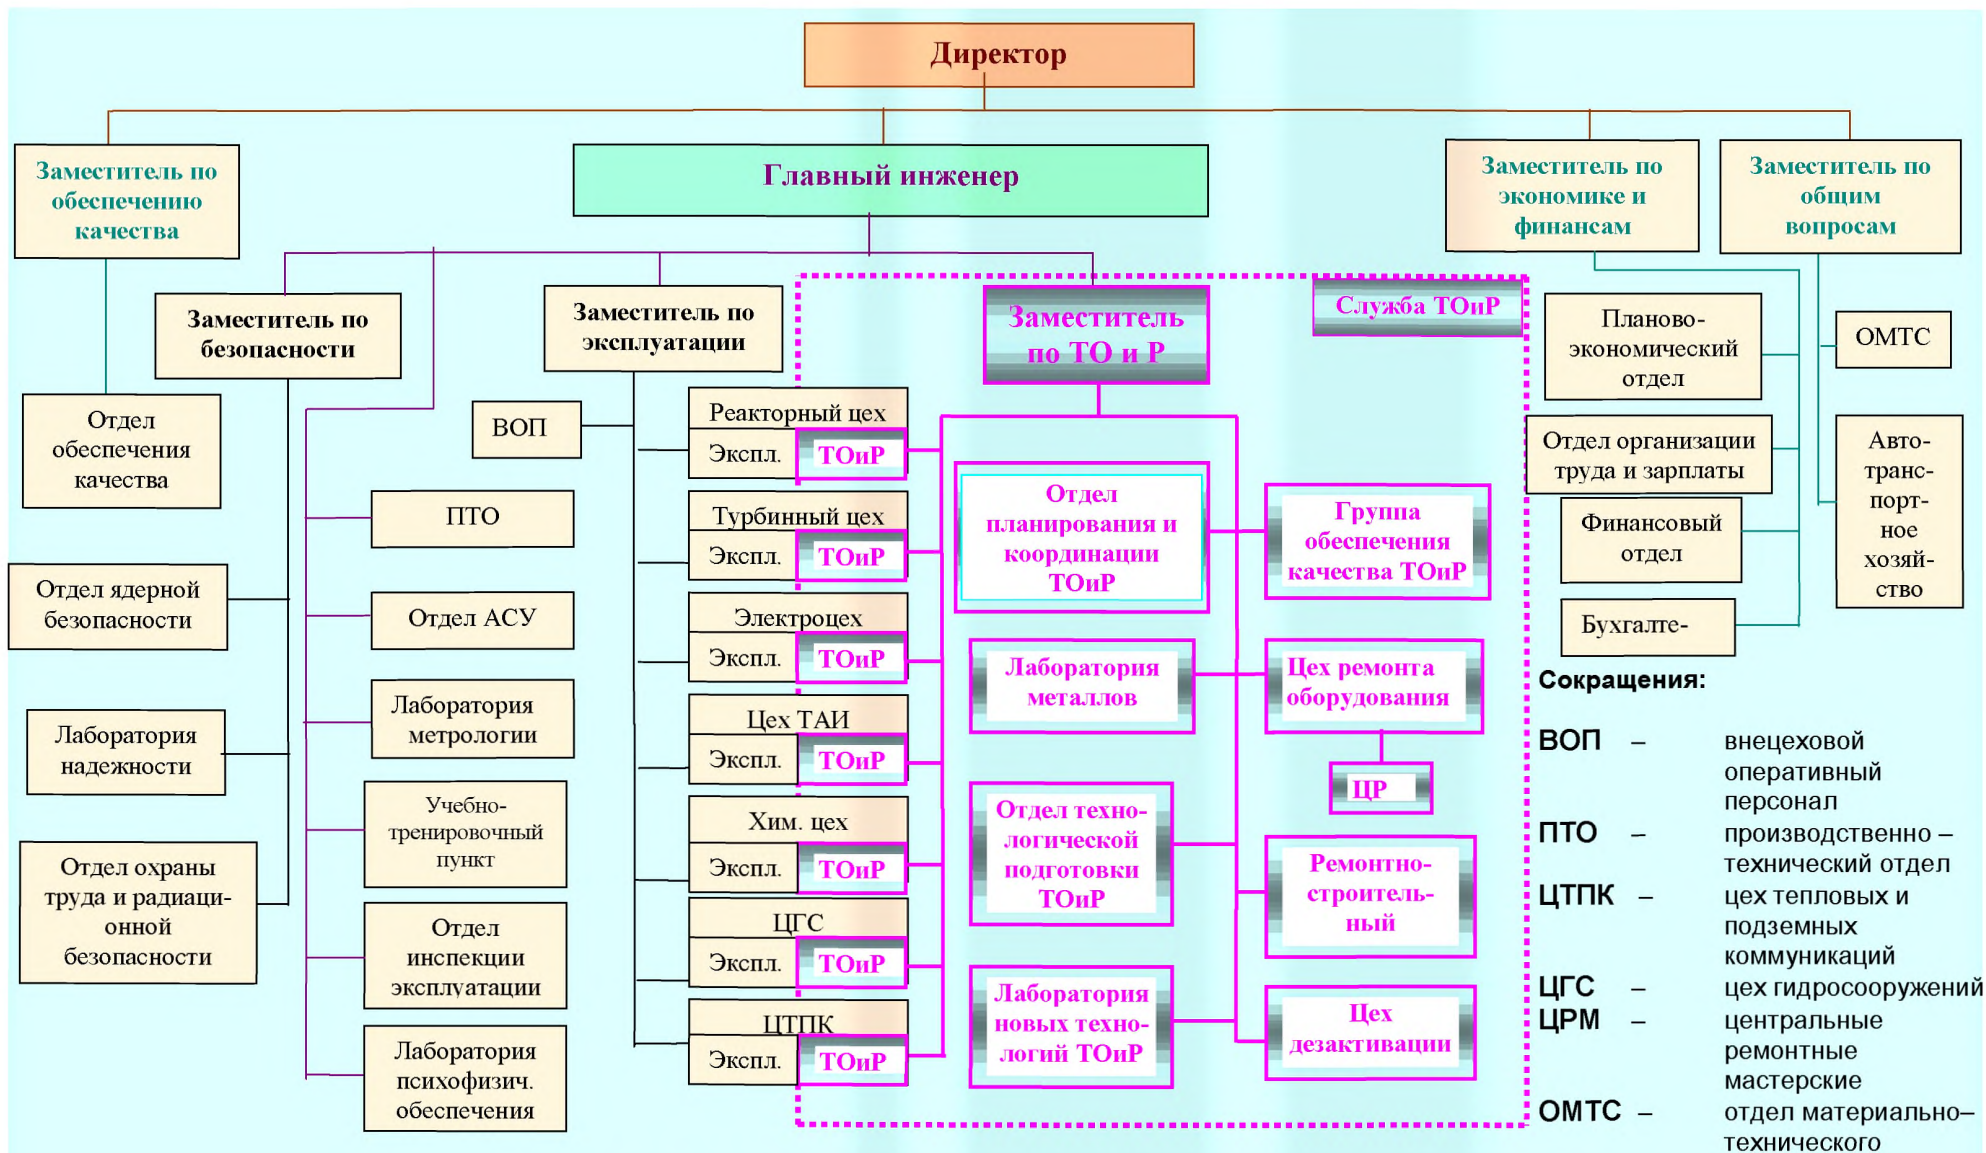 Директор
Заместитель по
обеспечению
качества
Главный инженер
Заместитель по
экономике и
финансам
Заместитель по
общим
вопросам
Заместитель по
безопасности
Заместитель по
эксплуатации
Заместитель
по ТО и Р
Служба ТОиР
Отдел
обеспечения
качества
Отдел ядерной
безопасности
Лаборатория
надежности
Отдел охраны
труда и радиаци-
онной
безопасности
ПТО
Отдел АСУ
Лаборатория
метрологии
Учебно-
тренировочный
пункт
Отдел
инспекции
эксплуатации
Лаборатория
психофизич.
обеспечения
ВОП
Реакторный цех
Экспл. ТОиР
Турбинный цех
Экспл. ТОиР
Электроцех
Экспл. ТОиР
Цех ТАИ
Экспл. ТОиР
Хим. цех
Экспл. ТОиР
ЦГС
Экспл. ТОиР
ЦТПК
Экспл. ТОиР
Отдел
планирования и
координации
ТОиР
Лаборатория
металлов
Отдел техно-
логической
подготовки
ТОиР
Лаборатория
новых техно-
логий ТОиР
Группа
обеспечения
качества ТОиР
Цех ремонта
оборудования
ЦР
Ремонтно-
строитель-
ный
Цех
дезактивации
Планово-
экономический
отдел
Отдел организации
труда и зарплаты
Финансовый
отдел
Бухгалте-
ОМТС
Авто-
транс-
порт-
ное
хозяй-
ство
Сокращения:
ВОП – внецеховой
оперативный
персонал
ПТО – производственно –
технический отдел
ЦТПК – цех тепловых и
подземных
коммуникаций
ЦГС – цех гидросооружений
ЦРМ – центральные
ремонтные
мастерские
ОМТС – отдел материально–
технического